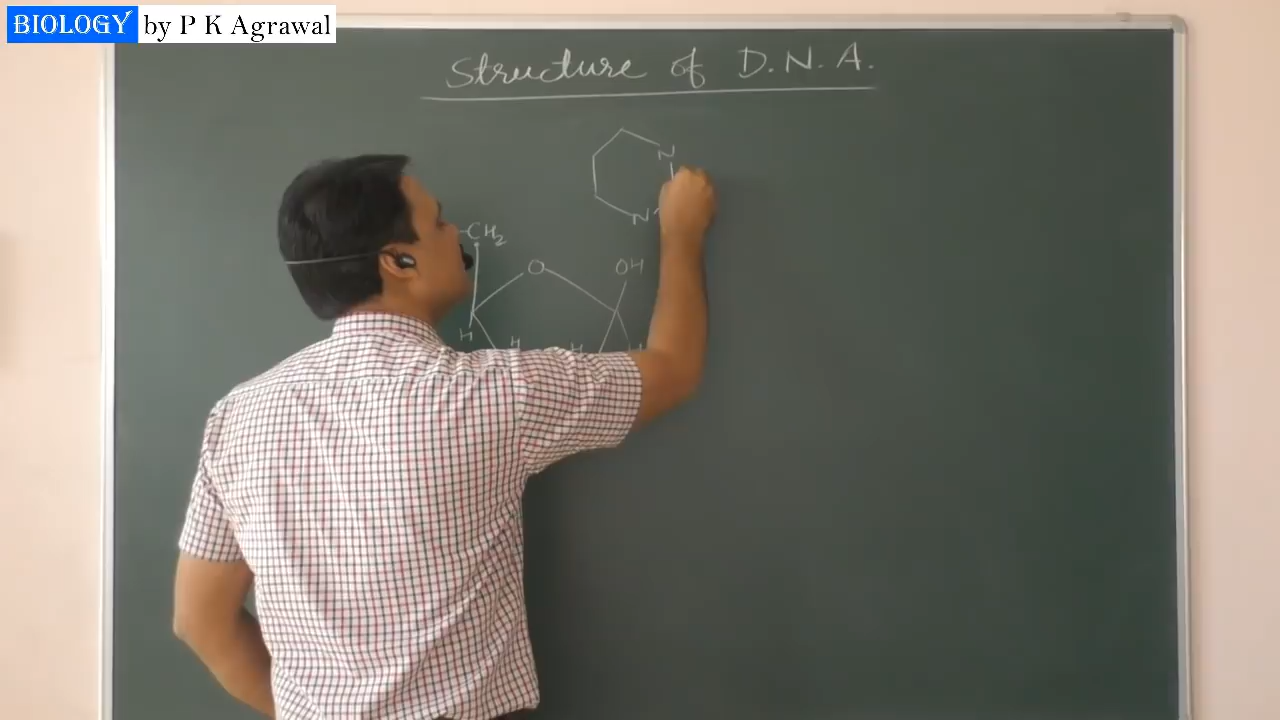 BIOLOGY by P K Agrawal
Structure of D.N.A.
N
N
-CH2
O OH
H H H H